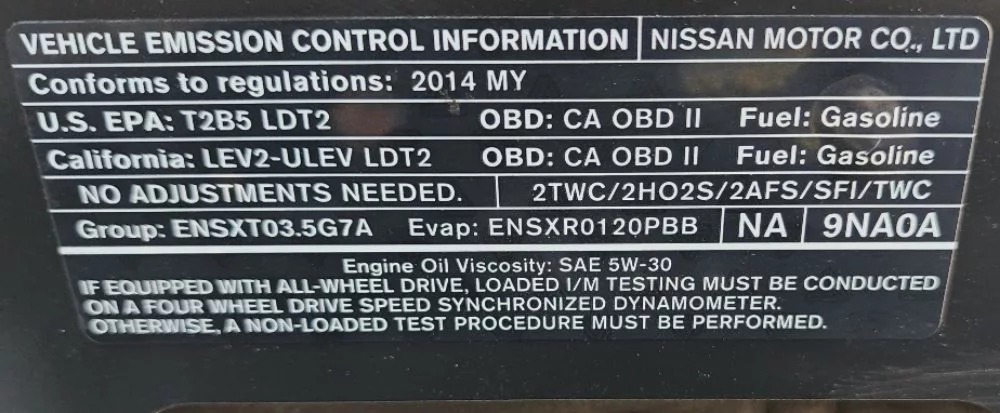 VEHICLE EMISSION CONTROL INFORMATION NISSAN MOTOR CO., LTD
Conforms to regulations: 2014 MY
U.S. EPA: T2B5 LDT2 OBD: CA OBD II Fuel: Gasoline
California: LEV2-ULEV LDT2 OBD: CA OBD II Fuel: Gasoline
NO ADJUSTMENTS NEEDED. 2TWC/2HO2S/2AFS/SFI/TWC
Group: ENSXT03.5G7A Evap: ENSXR0120PBB NA 9NA0A
Engine Oil Viscosity: SAE 5W-30
IF EQUIPPED WITH ALL-WHEEL DRIVE, LOADED I/M TESTING MUST BE CONDUCTED
ON A FOUR WHEEL DRIVE SPEED SYNCHRONIZED DYNAMOMETER.
OTHERWISE, A NON-LOADED TEST PROCEDURE MUST BE PERFORMED.